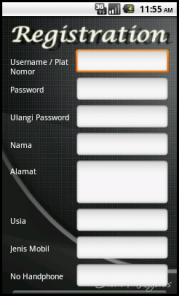 11:55 AM
Registration
Username / Plat
Nomor
Password
Ulangi Password
Nama
Alamat
Usia
Jenis Mobil
No Handphone